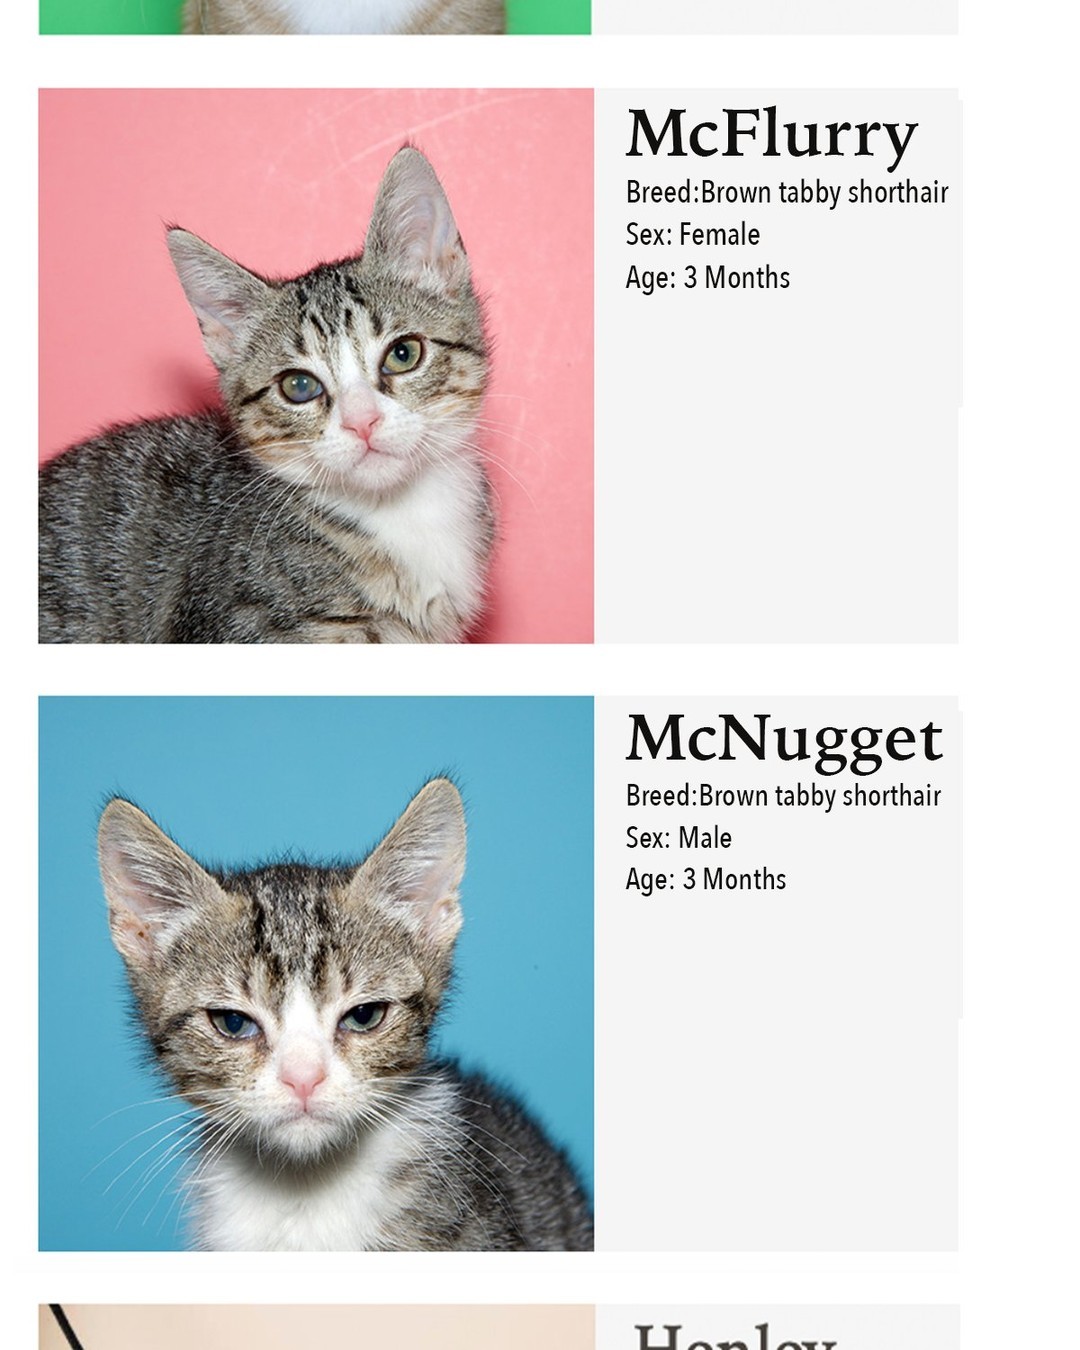 McFlurry
Breed:Brown tabby shorthair
Sex: Female
Age: 3 Months
McNugget
Breed:Brown tabby shorthair
Sex: Male
Age: 3 Months
Henley